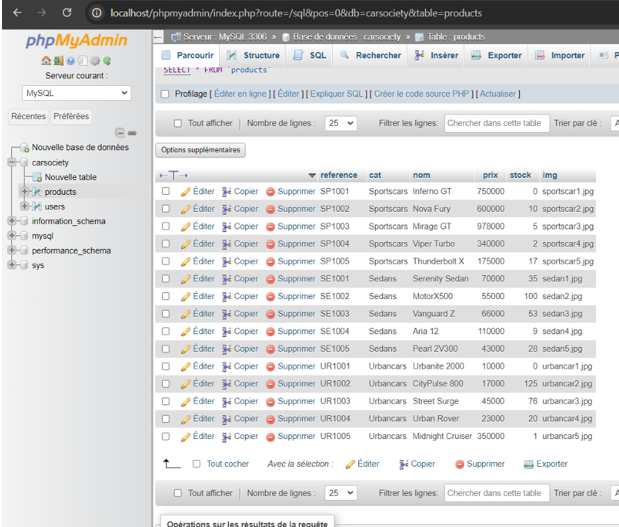 localhost/phpmyadmin/index.php?route=/sql&pos=0&db=carsociety&table=products
phpMyAdmin
Serveur courant :
MySQL
Récentes Préférées
Nouvelle base de données
carsociety
Nouvelle table
products
users
information_schema
mysql
performance_schema
sys
Serveur : MySQL:3306 » Base de données : carsociety » Table : products
Parcourir Structure SQL Rechercher Insérer Exporter Importer
SELECT * FROM `products`
Profilage [ Éditer en ligne ] [ Éditer ] [ Expliquer SQL ] [ Créer le code source PHP ] [ Actualiser ]
Tout afficher Nombre de lignes : 25 Filtrer les lignes: Chercher dans cette table Trier par clé :
Options supplémentaires
reference cat nom prix stock img
Éditer Copier Supprimer SP1001 Sportscars Inferno GT 750000 0 sportscar1.jpg
Éditer Copier Supprimer SP1002 Sportscars Nova Fury 600000 10 sportscar2.jpg
Éditer Copier Supprimer SP1003 Sportscars Mirage GT 978000 5 sportscar3.jpg
Éditer Copier Supprimer SP1004 Sportscars Viper Turbo 340000 2 sportscar4.jpg
Éditer Copier Supprimer SP1005 Sportscars Thunderbolt X 175000 17 sportscar5.jpg
Éditer Copier Supprimer SE1001 Sedans Serenity Sedan 70000 35 sedan1.jpg
Éditer Copier Supprimer SE1002 Sedans MotorX500 55000 100 sedan2.jpg
Éditer Copier Supprimer SE1003 Sedans Vanguard Z 66000 53 sedan3.jpg
Éditer Copier Supprimer SE1004 Sedans Aria 12 110000 9 sedan4.jpg
Éditer Copier Supprimer SE1005 Sedans Pearl 2V300 43000 28 sedan5.jpg
Éditer Copier Supprimer UR1001 Urbancars Urbanite 2000 10000 0 urbancar1.jpg
Éditer Copier Supprimer UR1002 Urbancars CityPulse 800 17000 125 urbancar2.jpg
Éditer Copier Supprimer UR1003 Urbancars Street Surge 45000 76 urbancar3.jpg
Éditer Copier Supprimer UR1004 Urbancars Urban Rover 23000 20 urbancar4.jpg
Éditer Copier Supprimer UR1005 Urbancars Midnight Cruiser 350000 1 urbancar5.jpg
Tout cocher Avec la sélection : Éditer Copier Supprimer Exporter
Tout afficher Nombre de lignes : 25 Filtrer les lignes: Chercher dans cette table Trier par clé :
Opérations sur les résultats de la requête